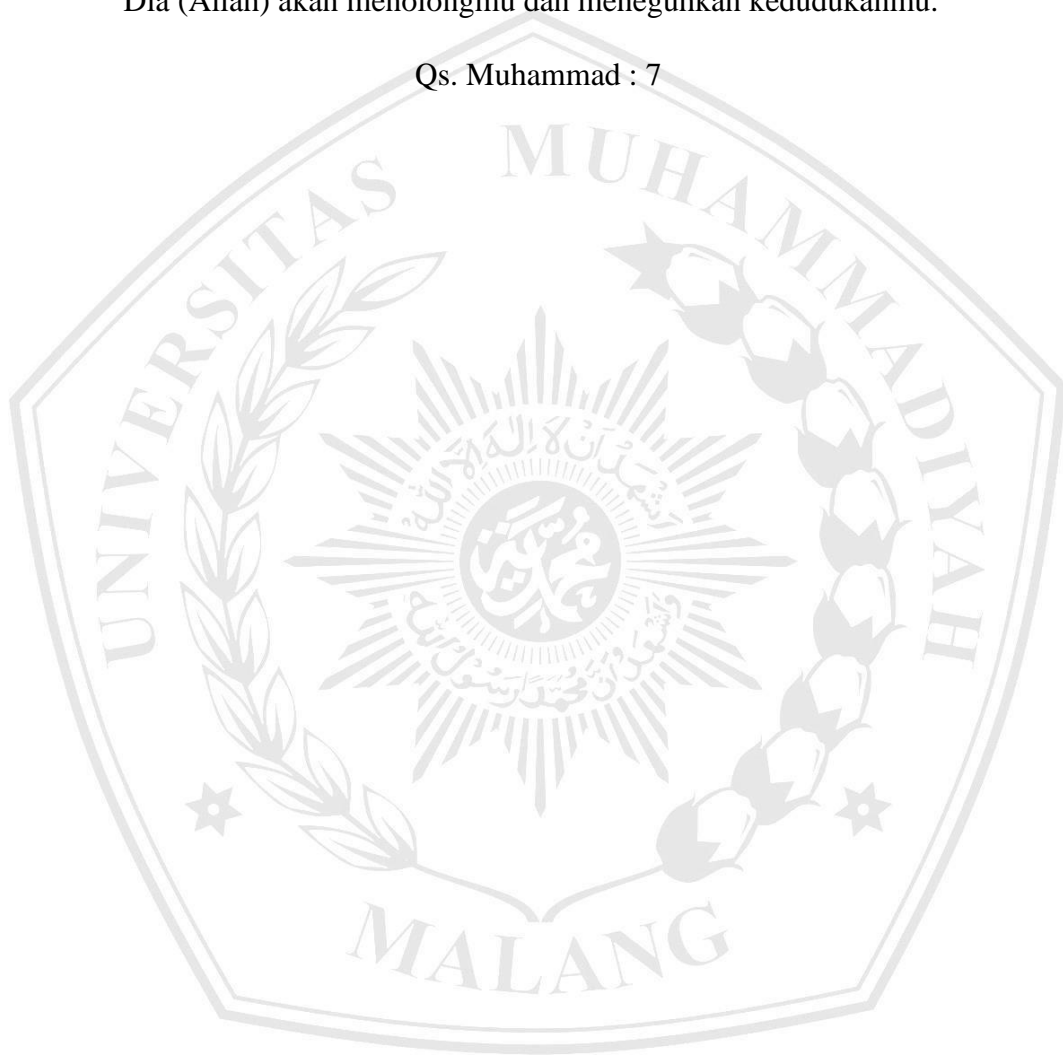 Dia (Allah) akan menolongmu dan meneguhkan kedudukanmu.
Qs. Muhammad : 7
UNIVERSITAS MUHAMMADIYAH
MALANG